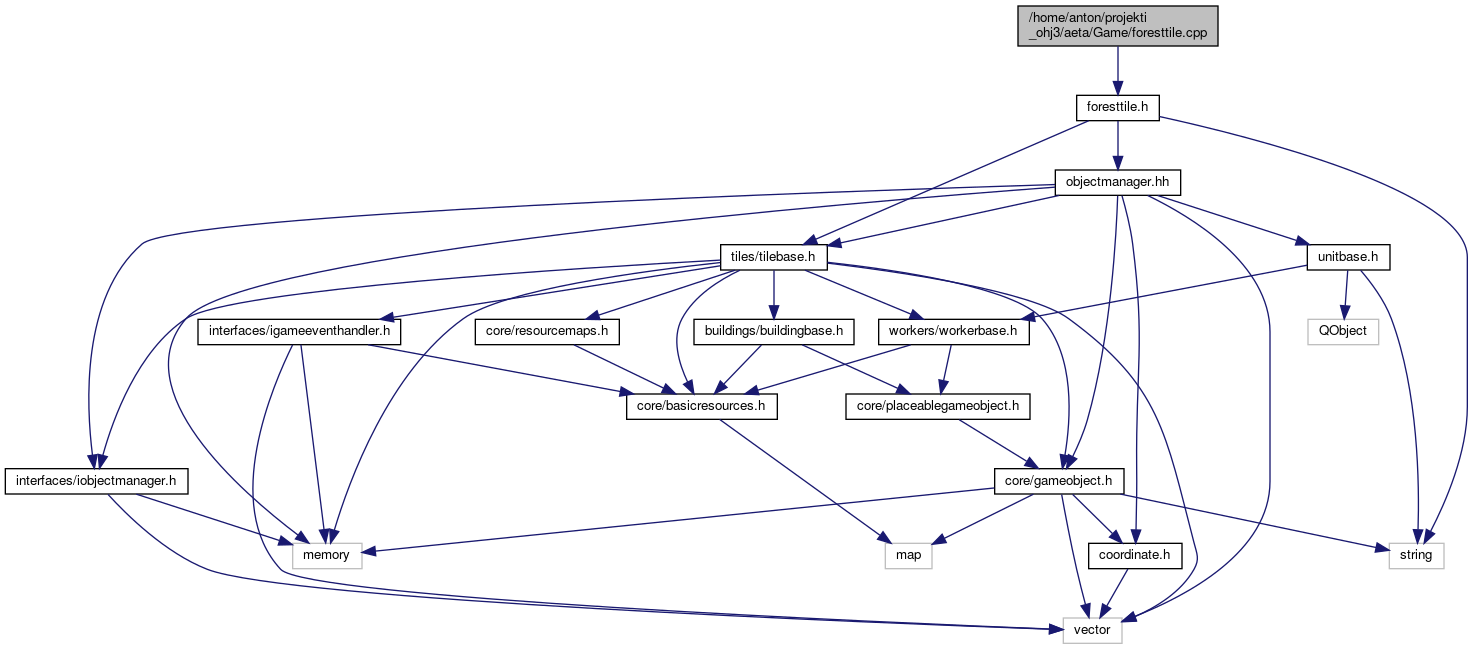 /home/anton/projekti
_ohj3/aeta/Game/foresttile.cpp
foresttile.h
objectmanager.hh
tiles/tilebase.h
unitbase.h
interfaces/igameeventhandler.h
core/resourcemaps.h
buildings/buildingbase.h
workers/workerbase.h
QObject
core/basicresources.h
core/placeablegameobject.h
interfaces/iobjectmanager.h
core/gameobject.h
memory
map
coordinate.h
string
vector